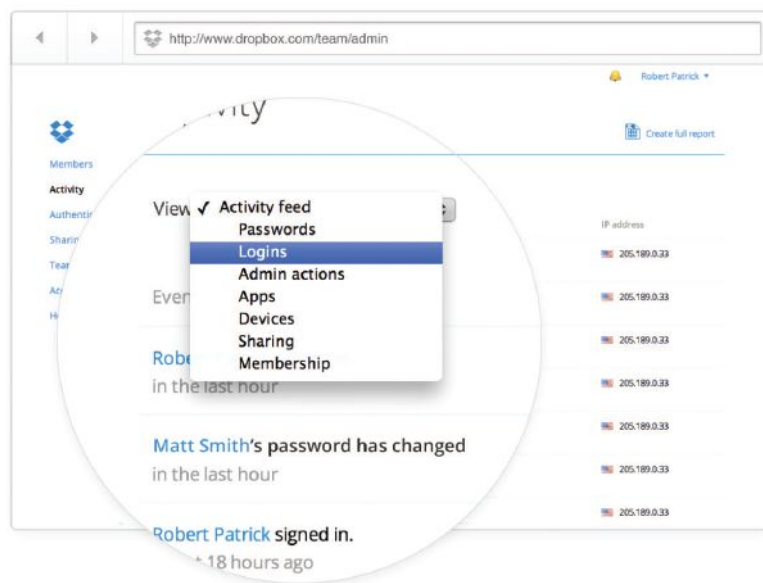 http://www.dropbox.com/team/admin
Robert Patrick
Create full report
Members
Activity
View
✓ Activity feed
Passwords
Logins
Admin actions
Apps
Devices
Sharing
Membership
IP address
205.189.0.33
205.189.0.33
205.189.0.33
in the last hour
205.189.0.33
205.189.0.33
Matt Smith's password has changed
in the last hour
205.189.0.33
205.189.0.33
Robert Patrick signed in.
18 hours ago